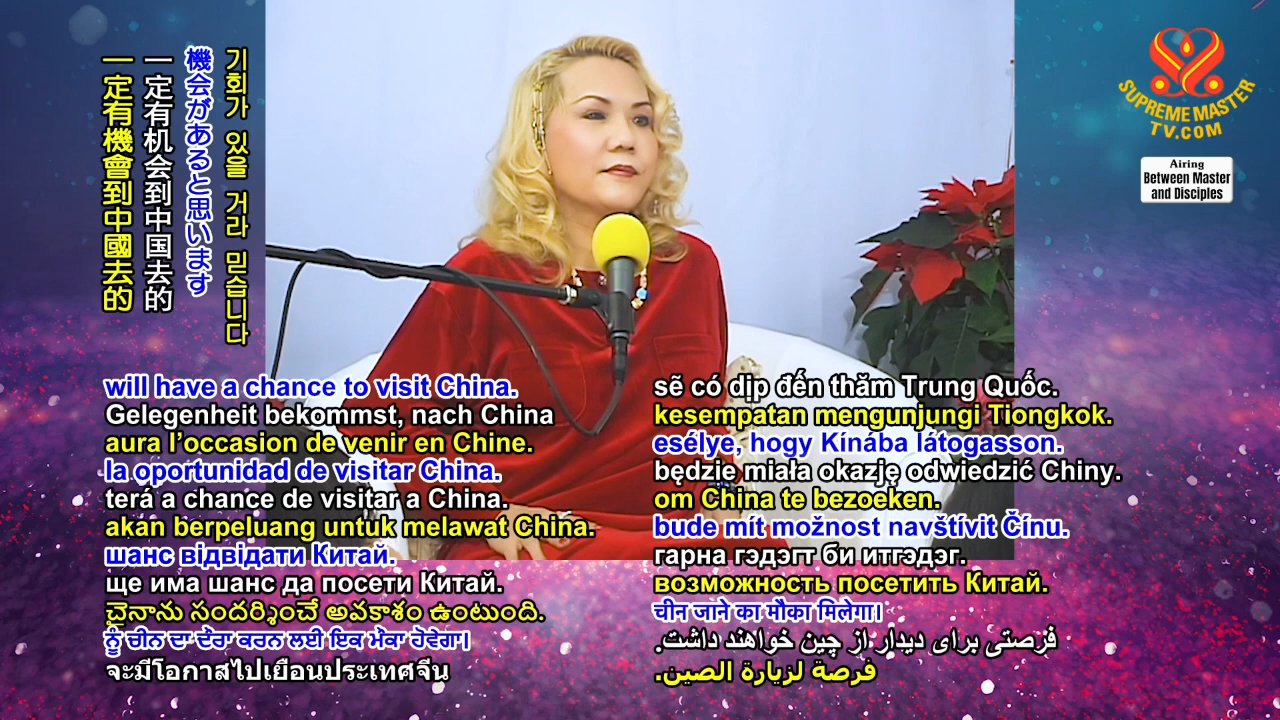 一定有機會到中國去的
一定有机会到中国去的
機会があると思います
기회가 있을 거라 믿습니다
SUPREME MASTER
TV.COM
Airing
Between Master
and Disciples
will have a chance to visit China.
Gelegenheit bekommst, nach China
aura l’occasion de venir en Chine.
la oportunidad de visitar China.
terá a chance de visitar a China.
akan berpeluang untuk melawat China.
шанс відвідати Китай.
ще има шанс да посети Китай.
చైనాను సందర్శించే అవకాశం ఉంటుంది.
ਨੂੰ ਚੀਨ ਦਾ ਦੌਰਾ ਕਰਨ ਲਈ ਇਕ ਮੌਕਾ ਹੋਵੇਗਾ।
จะมีโอกาสไปเยือนประเทศจีน
sẽ có dịp đến thăm Trung Quốc.
kesempatan mengunjungi Tiongkok.
esélye, hogy Kínába látogasson.
będzie miała okazję odwiedzić Chiny.
om China te bezoeken.
bude mít možnost navštívit Čínu.
гарна гэдэгт би итгэдэг.
возможность посетить Китай.
चीन जाने का मौका मिलेगा।
فرصتی برای دیدار از چین خواهند داشت.
فرصة لزيارة الصين.